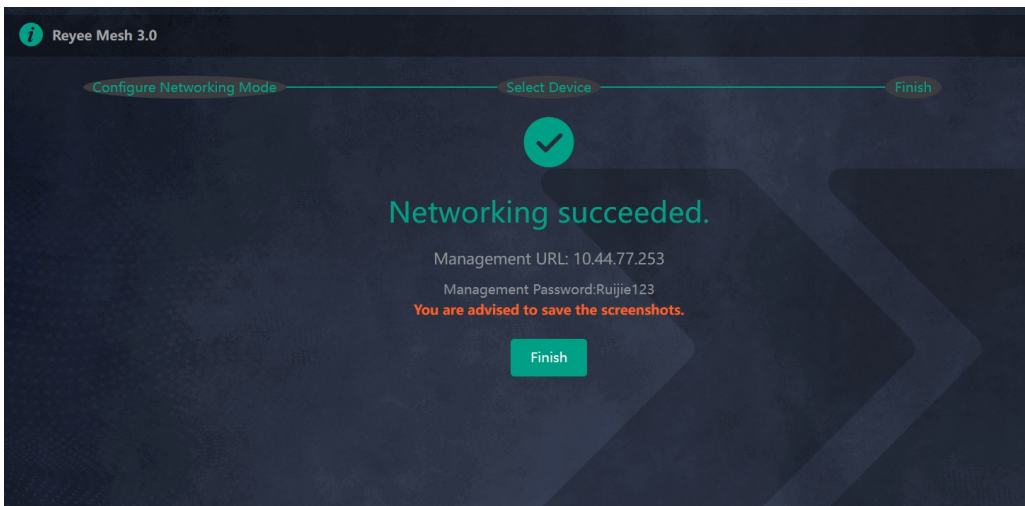 Reyee Mesh 3.0
Configure Networking Mode Select Device Finish
Networking succeeded.
Management URL: 10.44.77.253
Management Password:Ruijie123
You are advised to save the screenshots.
Finish